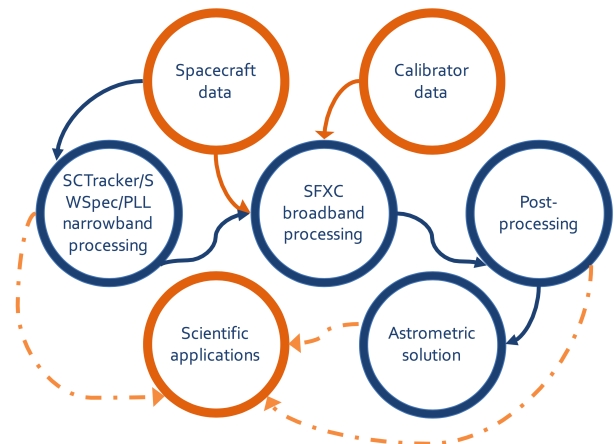 Spacecraft
data
Calibrator
data
SCTracker/S
WSpec/PLL
narrowband
processing
SFXC
broadband
processing
Post-
processing
Scientific
applications
Astrometric
solution